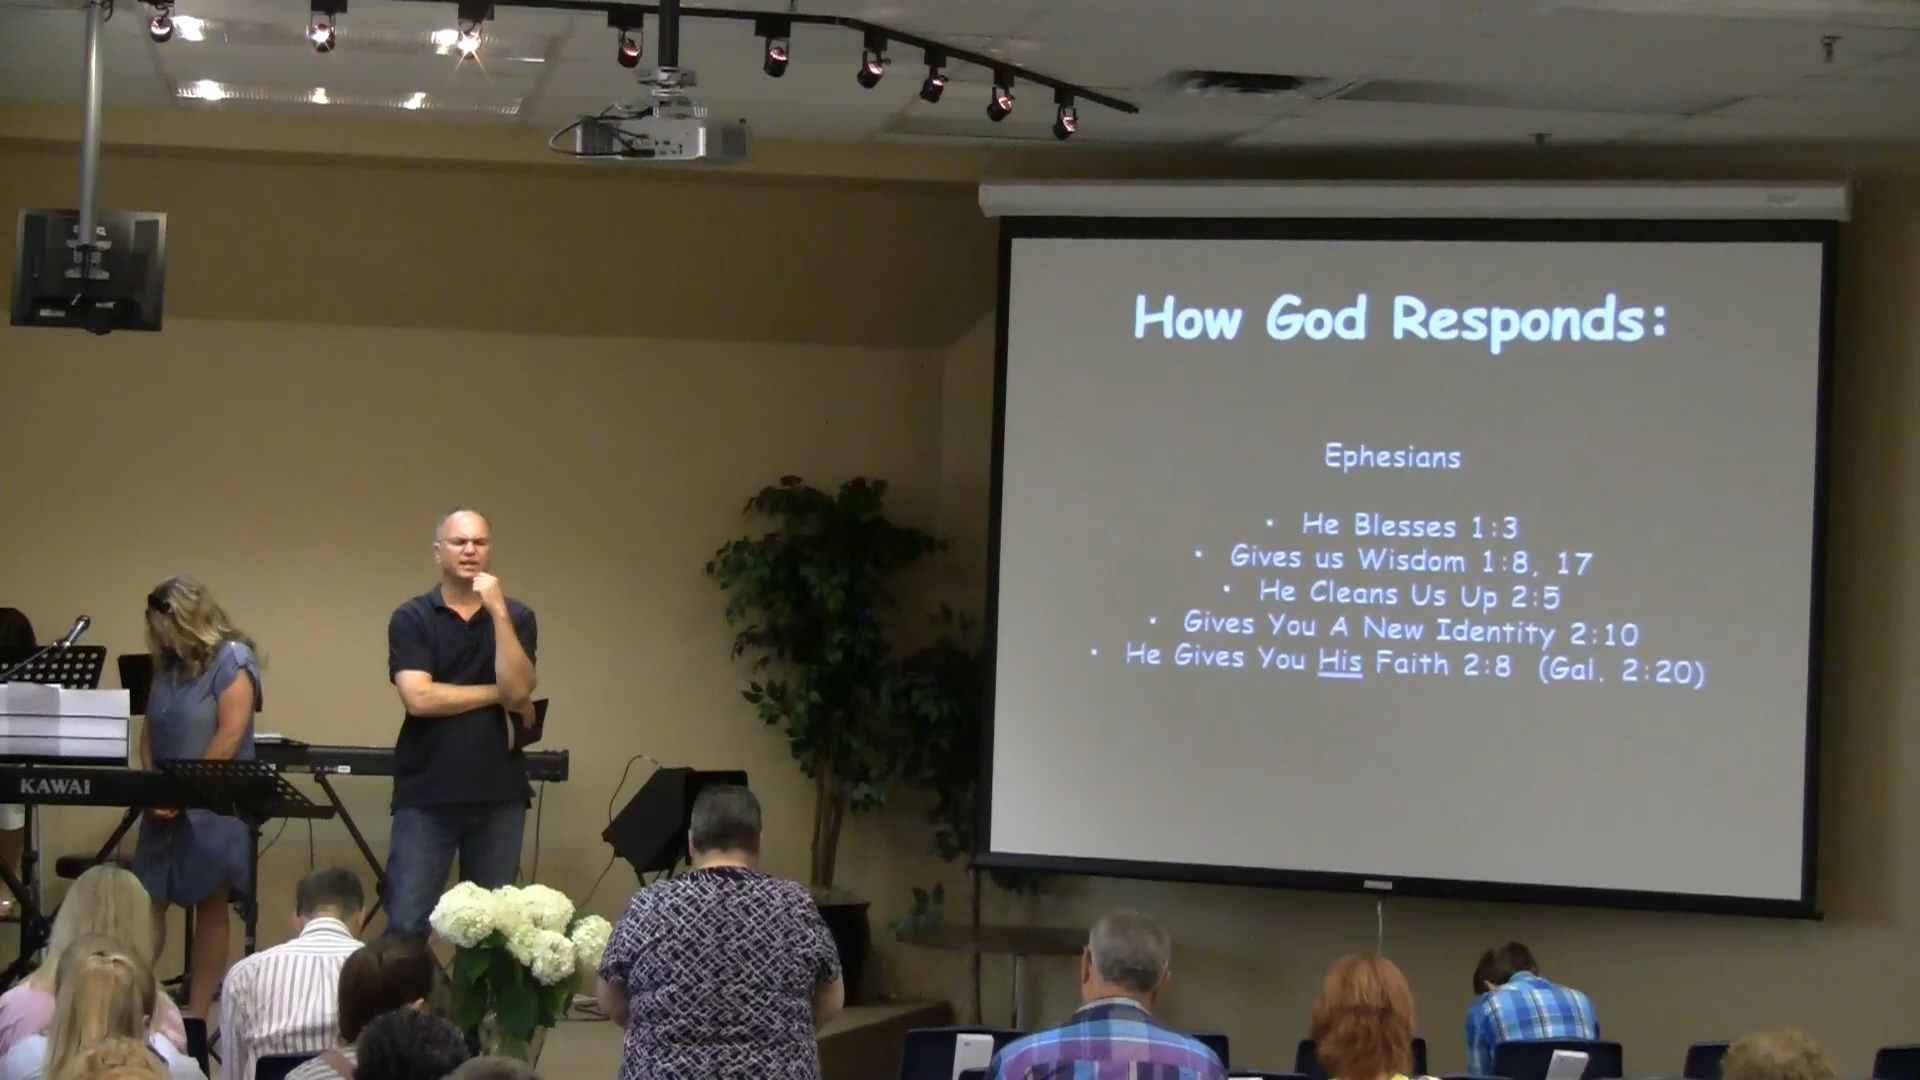 How God Responds:
Ephesians
• He Blesses 1:3
• Gives us Wisdom 1:8, 17
• He Cleans Us Up 2:5
• Gives You A New Identity 2:10
• He Gives You His Faith 2:8 (Gal. 2:20)
KAWAI